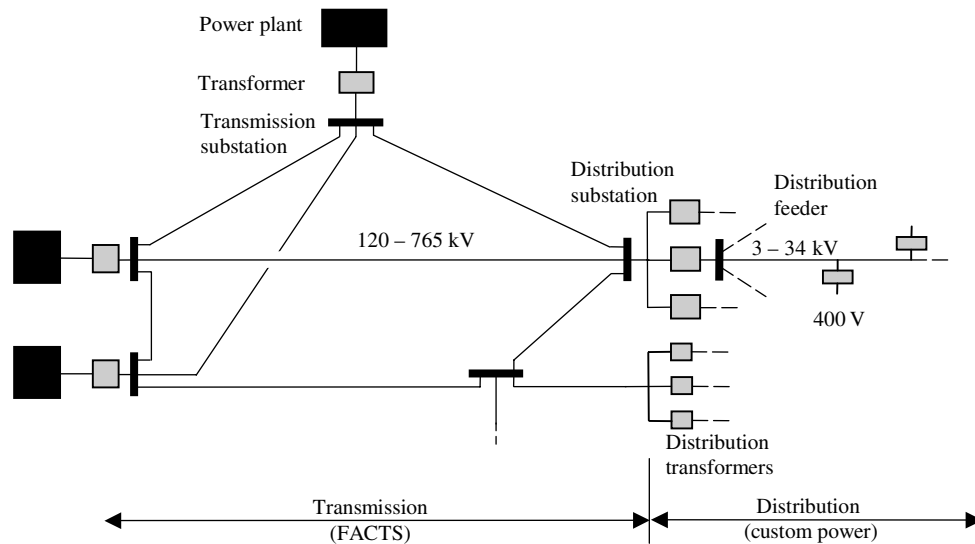 Power plant
Transformer
Transmission
substation
Distribution
substation
Distribution
feeder
120 – 765 kV
3 – 34 kV
400 V
Distribution
transformers
Transmission
(FACTS)
Distribution
(custom power)